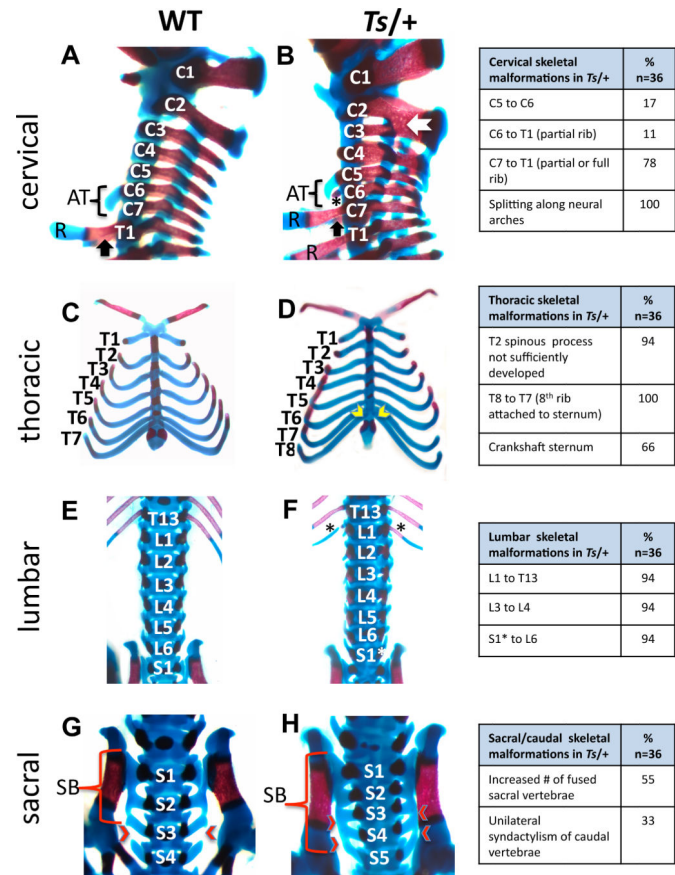 WT
Ts/+
cervical
A
C1
C2
C3
C4
C5
C6
C7
T1
AT
R
B
C1
C2
C3
C4
C5
C6
C7
T1
AT
*
R
R
Cervical skeletal malformations in Ts/+ % n=36
C5 to C6 17
C6 to T1 (partial rib) 11
C7 to T1 (partial or full rib) 78
Splitting along neural arches 100
thoracic
C
T1
T2
T3
T4
T5
T6
T7
D
T1
T2
T3
T4
T5
T6
T7
T8
Thoracic skeletal malformations in Ts/+ % n=36
T2 spinous process not sufficiently developed 94
T8 to T7 (8th rib attached to sternum) 100
Crankshaft sternum 66
lumbar
E
T13
L1
L2
L3
L4
L5
L6
S1
F
T13
* L1 *
L2
L3
L4
L5
L6
S1*
Lumbar skeletal malformations in Ts/+ % n=36
L1 to T13 94
L3 to L4 94
S1* to L6 94
sacral
G
SB
S1
S2
S3
S4
H
SB
S1
S2
S3
S4
S5
Sacral/caudal skeletal malformations in Ts/+ % n=36
Increased # of fused sacral vertebrae 55
Unilateral syndactylism of caudal vertebrae 33